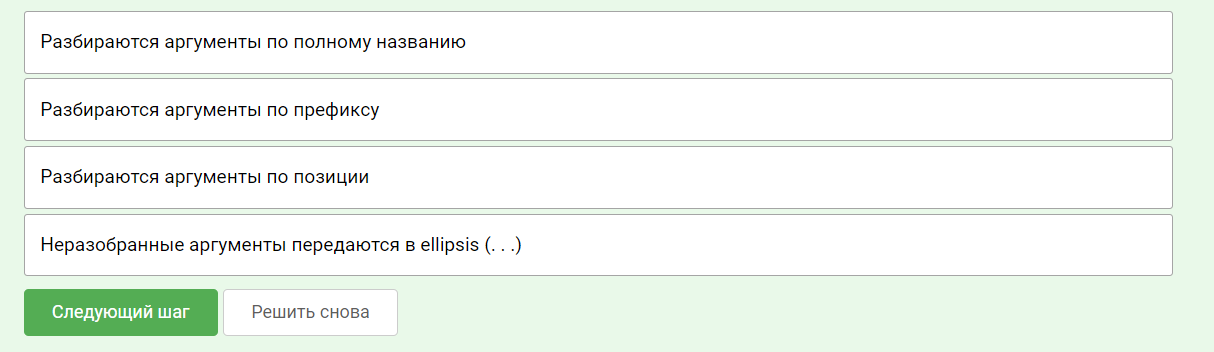 Разбираются аргументы по полному названию
Разбираются аргументы по префиксу
Разбираются аргументы по позиции
Неразобранные аргументы передаются в ellipsis (. . .)
Следующий шаг Решить снова